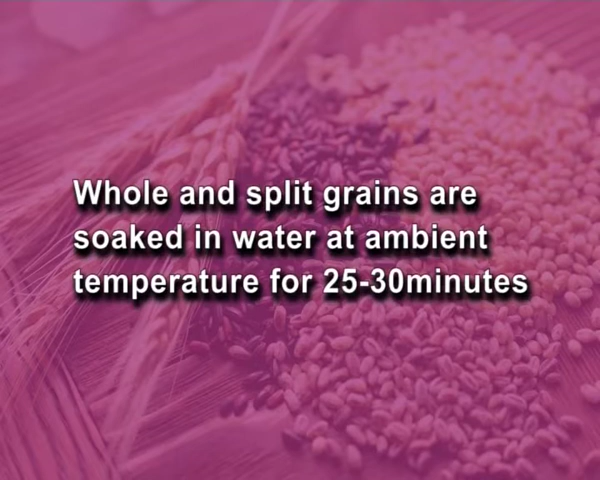 Whole and split grains are
soaked in water at ambient
temperature for 25-30minutes